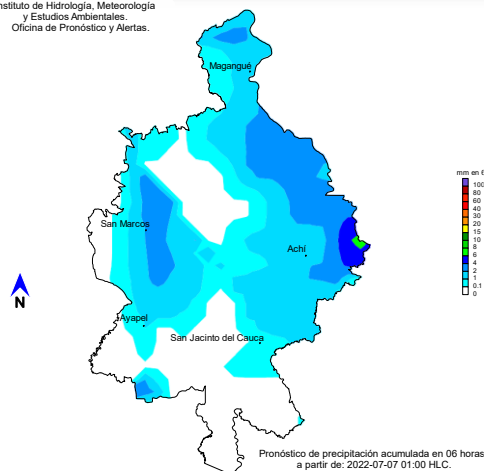 nstituto de Hidrología, Meteorología
y Estudios Ambientales.
Oficina de Pronóstico y Alertas.
Magangué
mm en 6
100
80
60
40
30
20
15
10
8
6
4
2
1
0.1
0
San Marcos
Achí
N
Ayapel
San Jacinto del Cauca
Pronóstico de precipitación acumulada en 06 horas
a partir de: 2022-07-07 01:00 HLC.